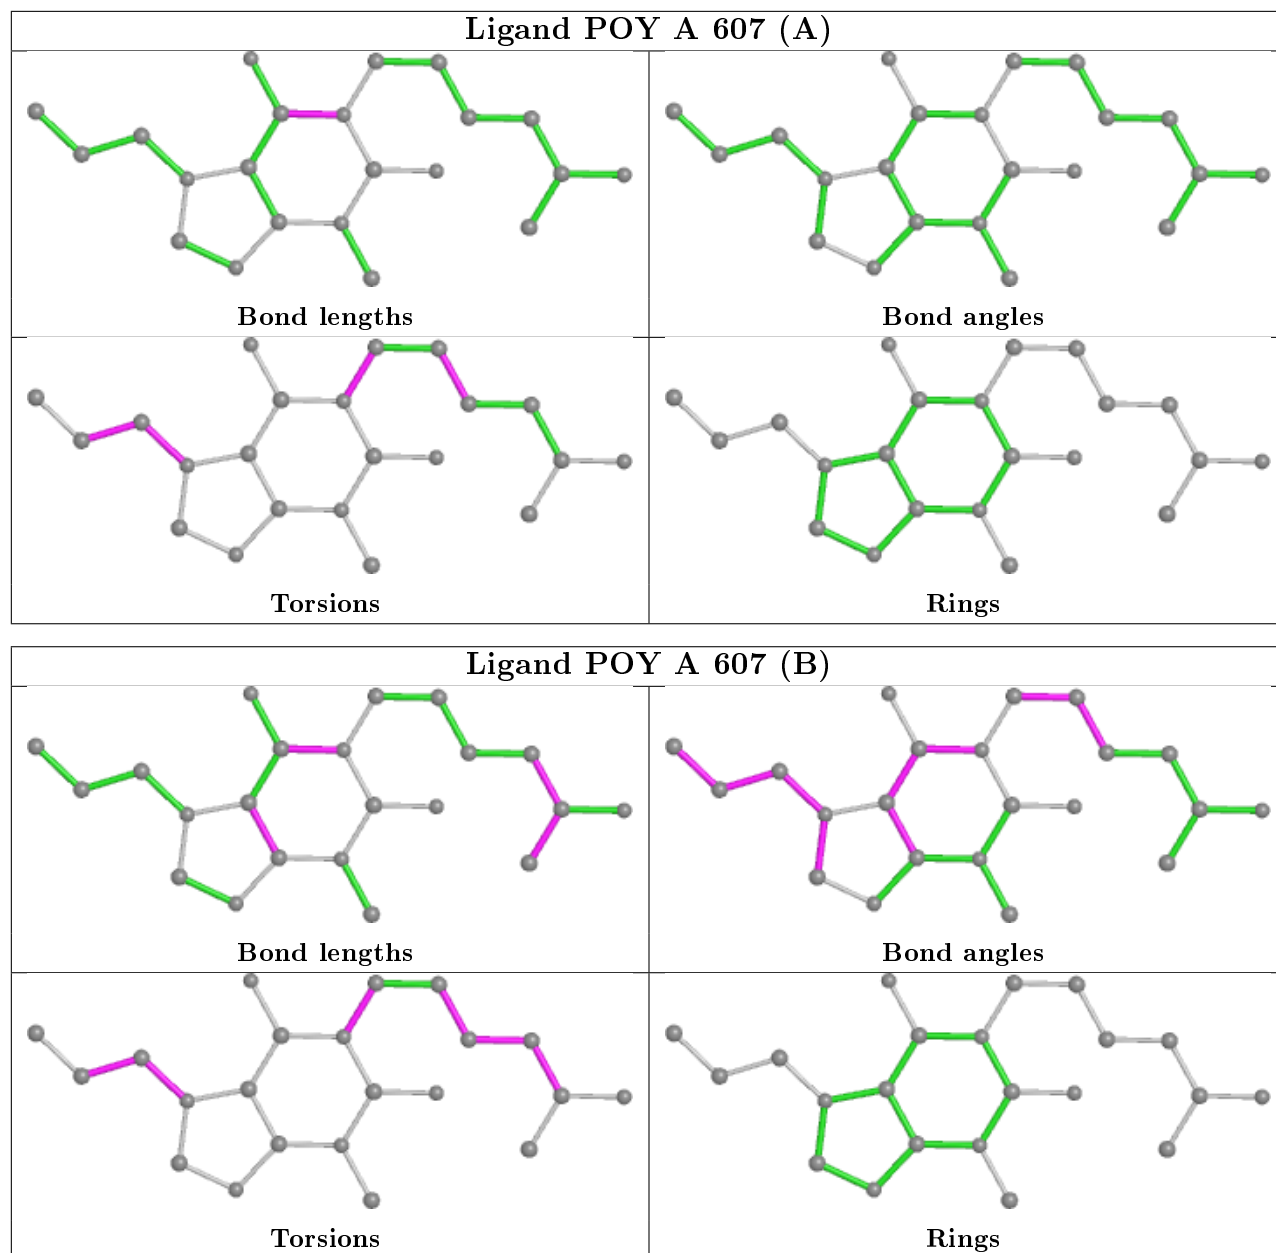 Ligand POY A 607 (A)
Bond lengths
Bond angles
Torsions
Rings
Ligand POY A 607 (B)
Bond lengths
Bond angles
Torsions
Rings